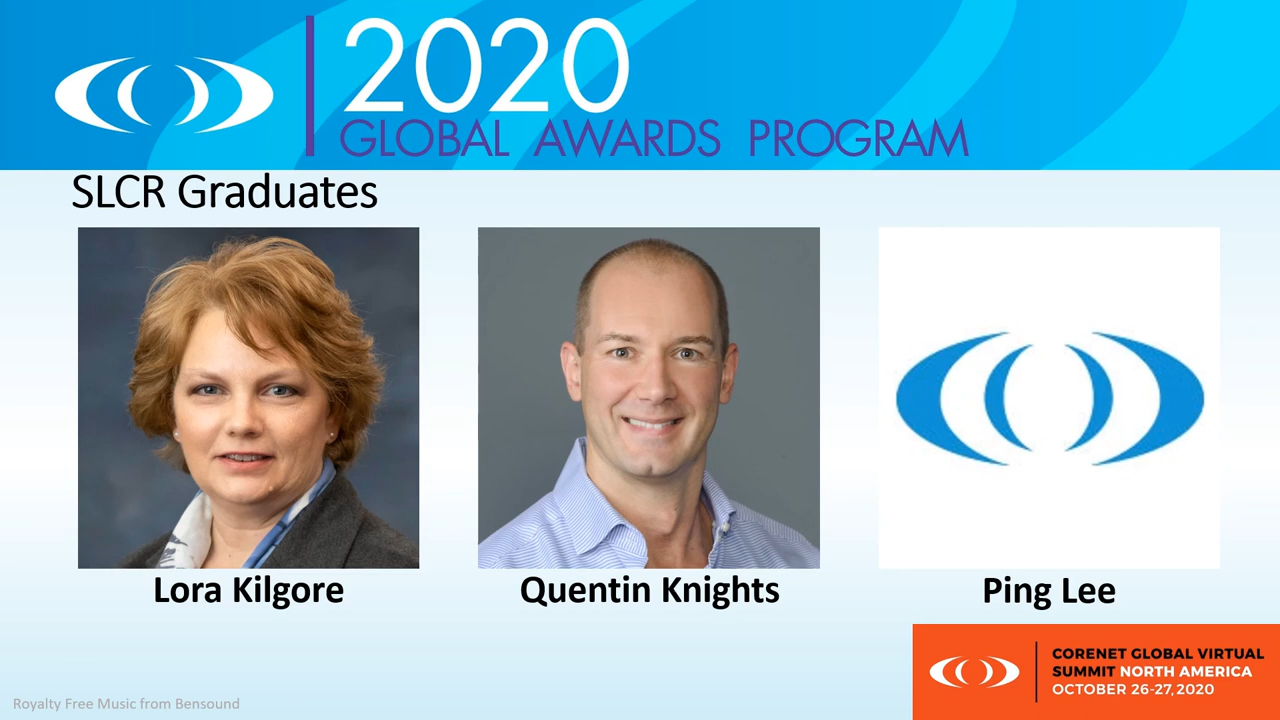 2020
GLOBAL AWARDS PROGRAM
SLCR Graduates
Lora Kilgore
Quentin Knights
Ping Lee
CORENET GLOBAL VIRTUAL
SUMMIT NORTH AMERICA
OCTOBER 26-27, 2020
Royalty Free Music from Bensound